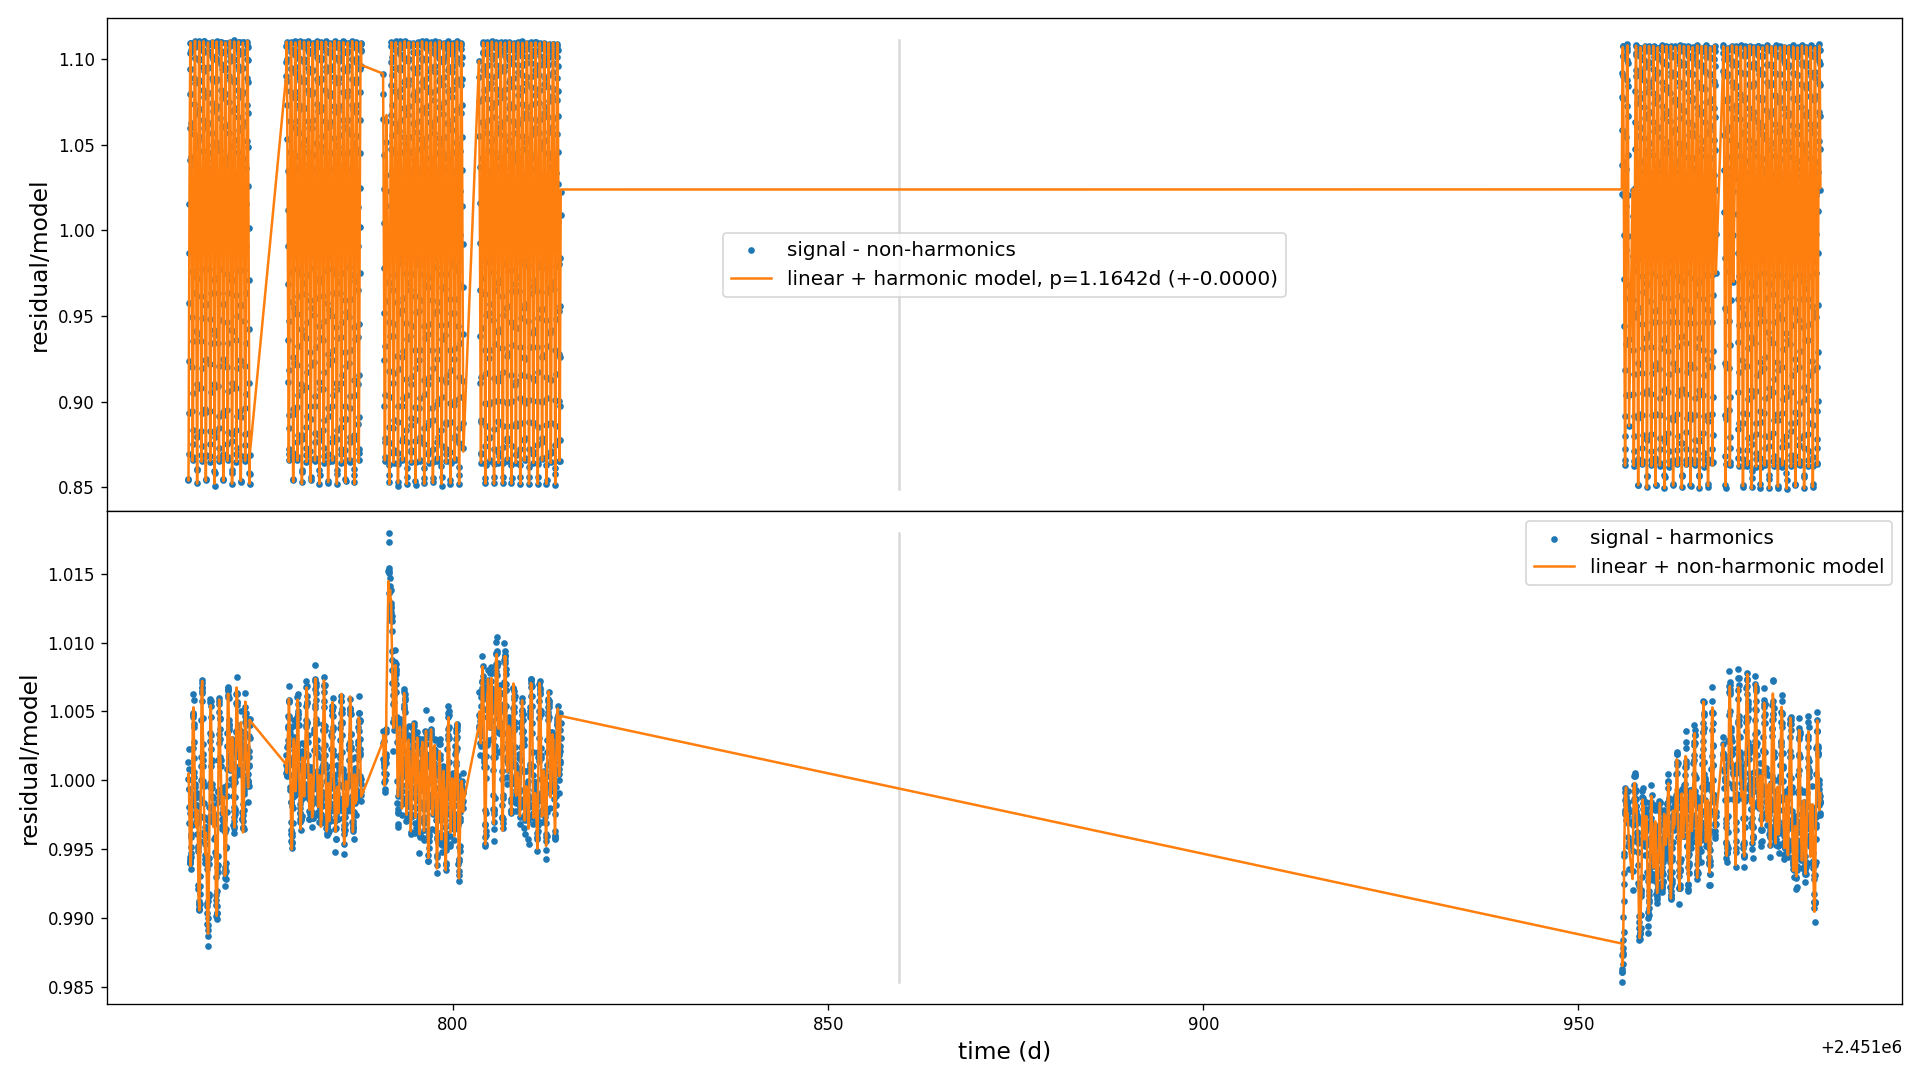 1.10
1.05
1.00
0.95
0.90
0.85
residual/model
signal - non-harmonics
linear + harmonic model, p=1.1642d (+-0.0000)
1.015
1.010
1.005
1.000
0.995
0.990
0.985
residual/model
signal - harmonics
linear + non-harmonic model
800
850
900
950
time (d)
+2.451e6